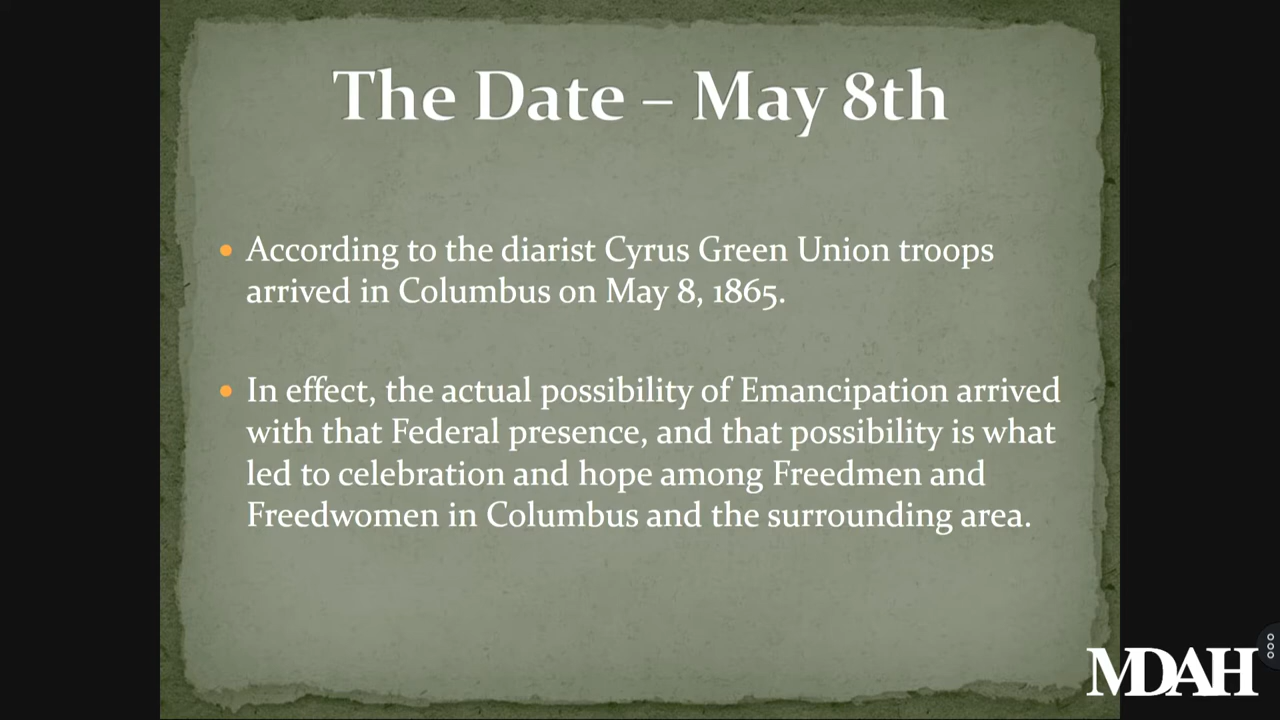 The Date – May 8th
According to the diarist Cyrus Green Union troops
arrived in Columbus on May 8, 1865.
In effect, the actual possibility of Emancipation arrived
with that Federal presence, and that possibility is what
led to celebration and hope among Freedmen and
Freedwomen in Columbus and the surrounding area.
MDAH